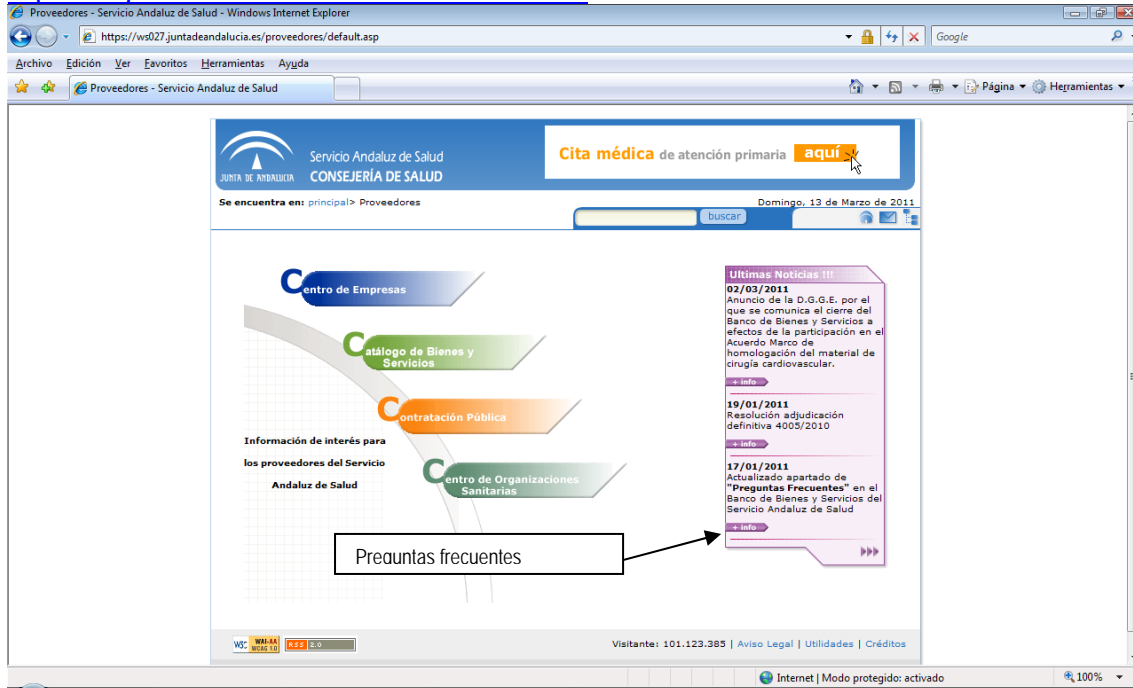 Proveedores - Servicio Andaluz de Salud - Windows Internet Explorer
https://ws027.juntadeandalucia.es/proveedores/default.asp
Google
Archivo Edición Ver Favoritos Herramientas Ayuda
Proveedores - Servicio Andaluz de Salud
Página Herramientas
Servicio Andaluz de Salud
JUNTA DE ANDALUCIA CONSEJERÍA DE SALUD
Cita médica de atención primaria aquí
Se encuentra en: principal> Proveedores
Domingo, 13 de Marzo de 2011
buscar
Centro de Empresas
Catálogo de Bienes y
Servicios
Contratación Pública
Centro de Organizaciones
Sanitarias
Información de interés para
los proveedores del Servicio
Andaluz de Salud
Ultimas Noticias !!!
02/03/2011
Anuncio de la D.G.G.E. por el
que se comunica el cierre del
Banco de Bienes y Servicios a
efectos de la participación en el
Acuerdo Marco de
homologación del material de
cirugía cardiovascular.
+ info
19/01/2011
Resolución adjudicación
definitiva 4005/2010
+ info
17/01/2011
Actualizado apartado de
"Preguntas Frecuentes" en el
Banco de Bienes y Servicios del
Servicio Andaluz de Salud
+ info
Preguntas frecuentes
W3C WAI-AA
WCAG 1.0
RSS 2.0
Visitante: 101.123.385 | Aviso Legal | Utilidades | Créditos
Internet | Modo protegido: activado
100%